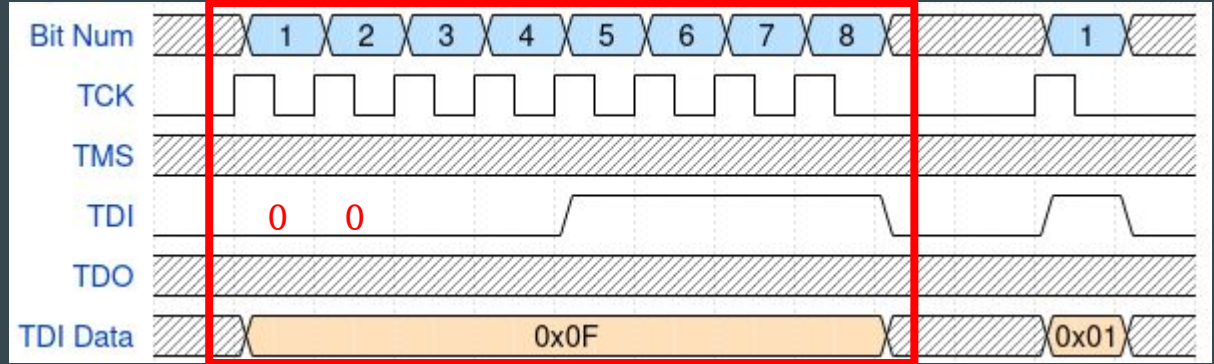 Bit Num 1 2 3 4 5 6 7 8 1
TCK
TMS
TDI 0 0
TDO
TDI Data 0x0F 0x01